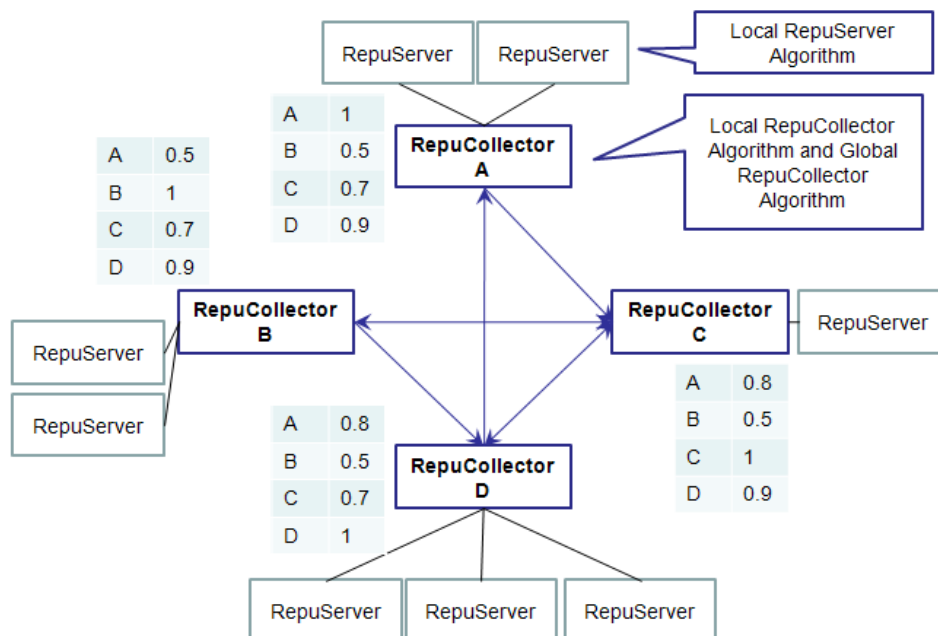 RepuServer
RepuServer
Local RepuServer
Algorithm
A 1
B 0.5
C 0.7
D 0.9
RepuCollector
A
Local RepuCollector
Algorithm and Global
RepuCollector
Algorithm
A 0.5
B 1
C 0.7
D 0.9
RepuCollector
B
RepuCollector
C
RepuServer
RepuServer
RepuServer
A 0.8
B 0.5
C 1
D 0.9
A 0.8
B 0.5
C 0.7
D 1
RepuCollector
D
RepuServer
RepuServer
RepuServer